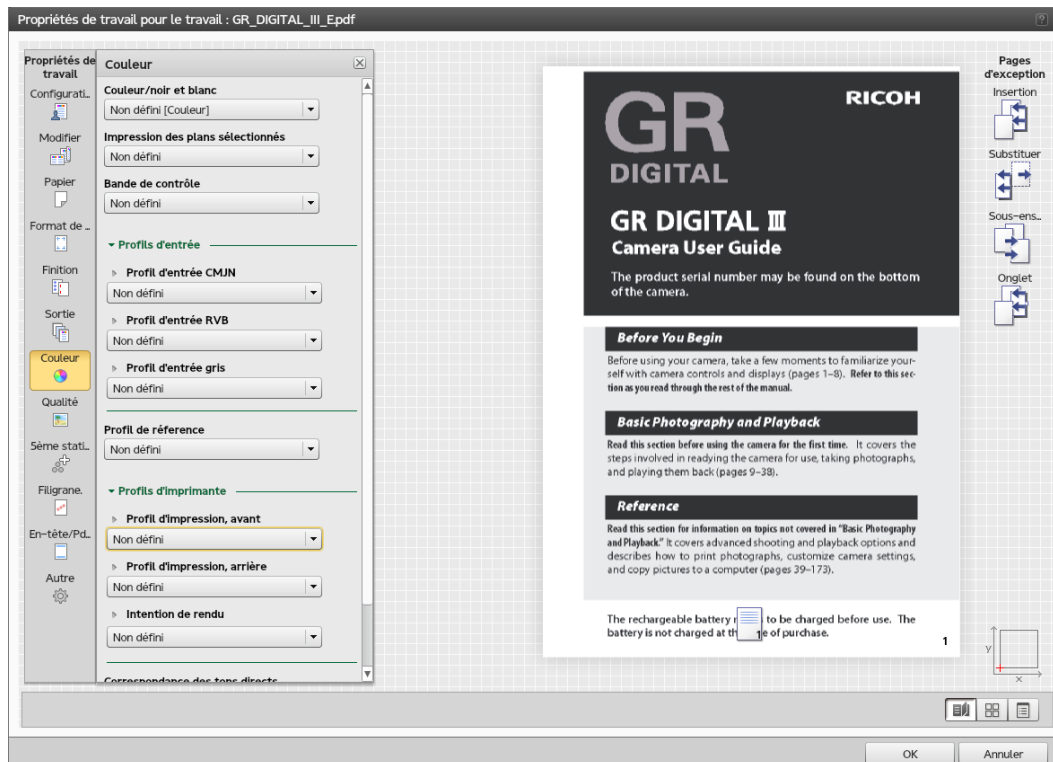 Propriétés de travail pour le travail : GR_DIGITAL_III_E.pdf
?
Propriétés de
travail
Configurati...
Modifier
Papier
Format de ...
Finition
Sortie
Couleur
Qualité
5ème stati...
Filigrane.
En-tête/Pd...
Autre
Couleur
Couleur/noir et blanc
Non défini [Couleur]
Impression des plans sélectionnés
Non défini
Bande de contrôle
Non défini
Profils d'entrée
Profil d'entrée CMJN
Non défini
Profil d'entrée RVB
Non défini
Profil d'entrée gris
Non défini
Profil de réference
Non défini
Profils d'imprimante
Profil d'impression, avant
Non défini
Profil d'impression, arrière
Non défini
Intention de rendu
Non défini
Correspondance des tons directs
RICOH
GR
DIGITAL
GR DIGITAL III
Camera User Guide
The product serial number may be found on the bottom
of the camera.
Before You Begin
Before using your camera, take a few moments to familiarize your-
self with camera controls and displays (pages 1–8). Refer to this sec-
tion as you read through the rest of the manual.
Basic Photography and Playback
Read this section before using the camera for the first time. It covers the
steps involved in readying the camera for use, taking photographs,
and playing them back (pages 9–38).
Reference
Read this section for information on topics not covered in "Basic Photography
and Playback." It covers advanced shooting and playback options and
describes how to print photographs, customize camera settings,
and copy pictures to a computer (pages 39–173).
The rechargeable battery to be charged before use. The
battery is not charged at of purchase.
1
1
Pages
d'exception
Insertion
Substituer
Sous-ens...
Onglet
y
x
OK
Annuler